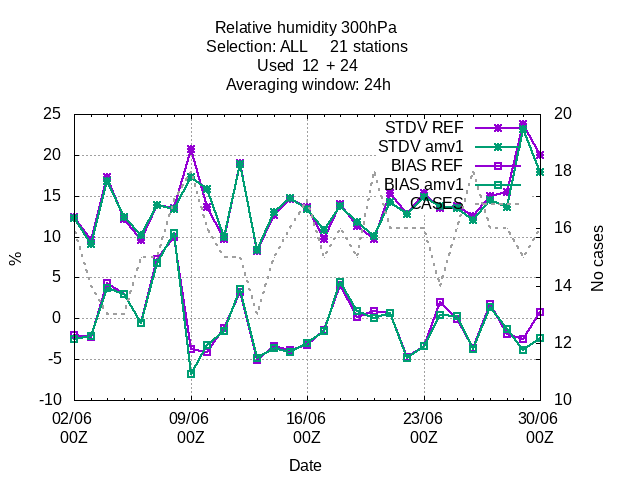 Relative humidity 300hPa
Selection: ALL 21 stations
Used 12 + 24
Averaging window: 24h
25
20
15
10
5
0
-5
-10
%
20
18
16
14
12
10
No cases
STDV REF
STDV amv1
BIAS REF
BIAS amv1
CASES
02/06 09/06 16/06 23/06 30/06
00Z 00Z 00Z 00Z 00Z
Date